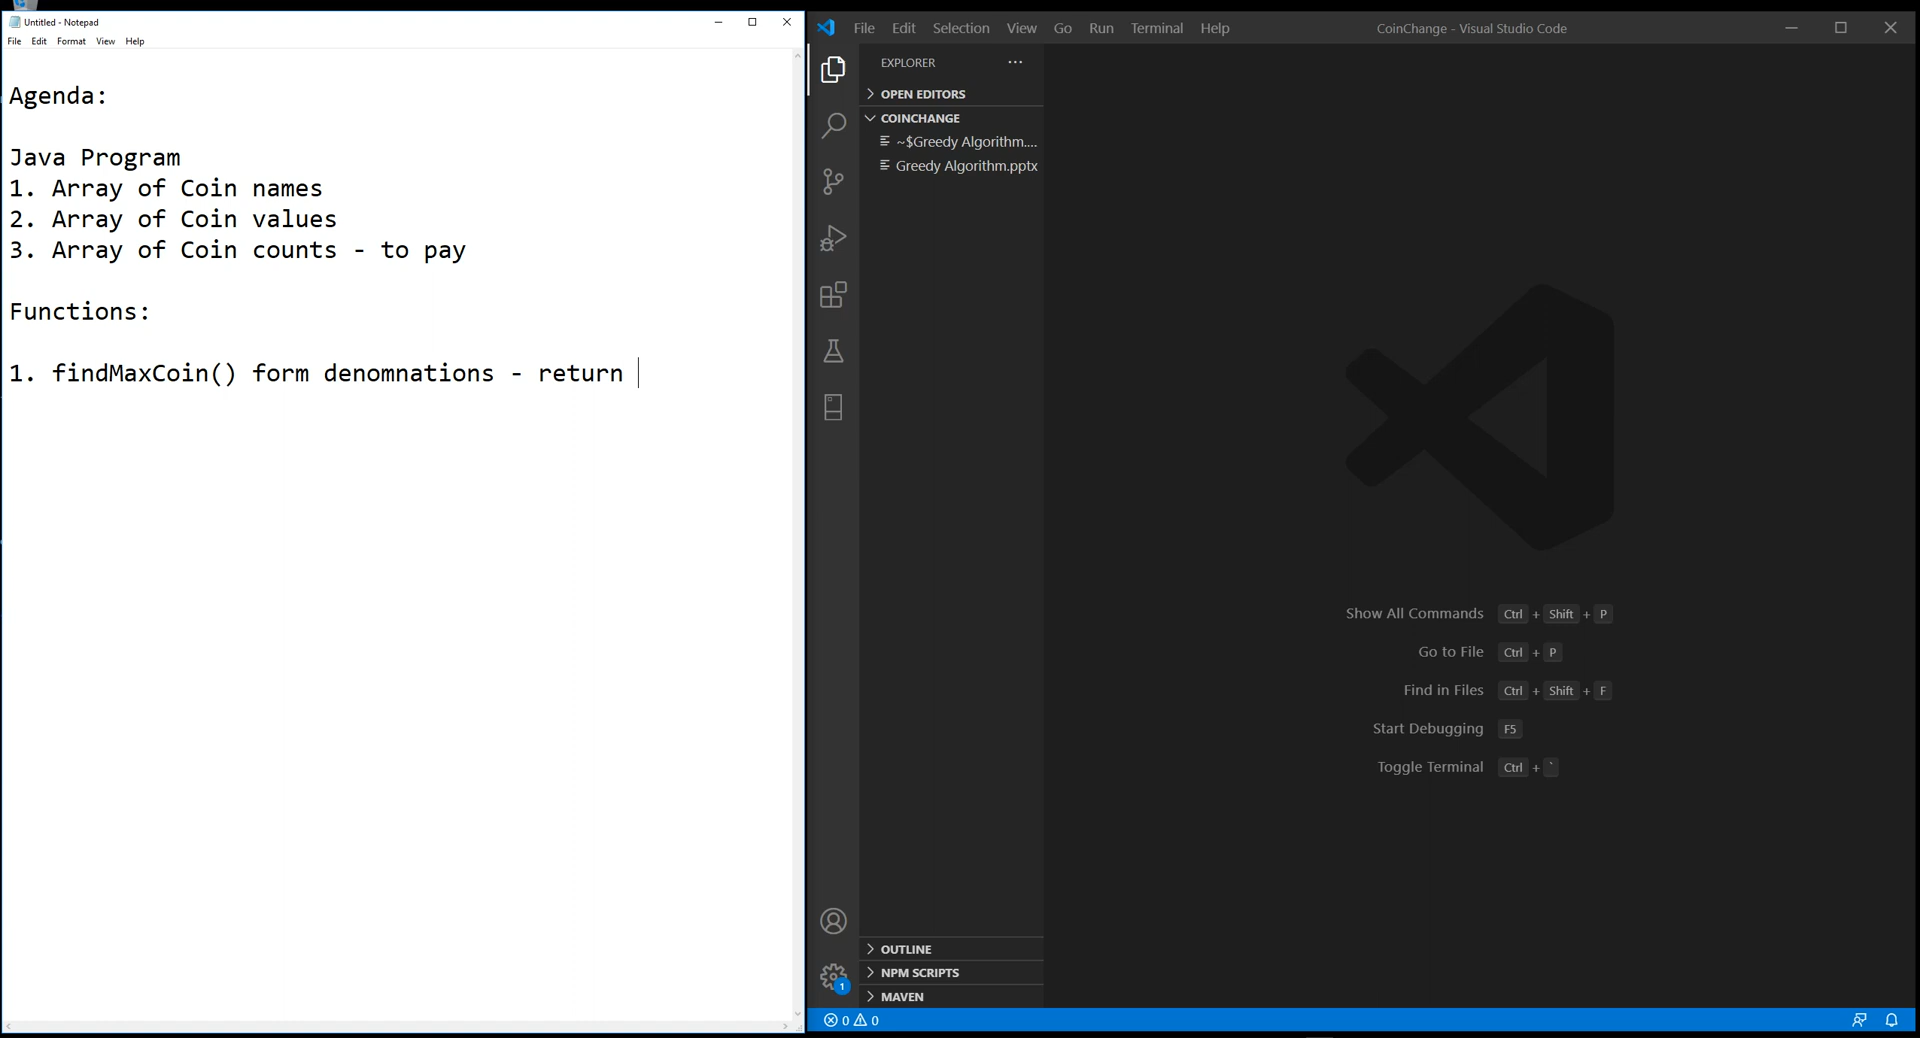 Untitled - Notepad
File Edit Format View Help
Agenda:
Java Program
1. Array of Coin names
2. Array of Coin values
3. Array of Coin counts - to pay
Functions:
1. findMaxCoin() form denomnations - return
File Edit Selection View Go Run Terminal Help
CoinChange - Visual Studio Code
EXPLORER
OPEN EDITORS
COINCHANGE
~$Greedy Algorithm....
Greedy Algorithm.pptx
Show All Commands Ctrl + Shift + P
Go to File Ctrl + P
Find in Files Ctrl + Shift + F
Start Debugging F5
Toggle Terminal Ctrl + `
OUTLINE
NPM SCRIPTS
1
MAVEN
0 0